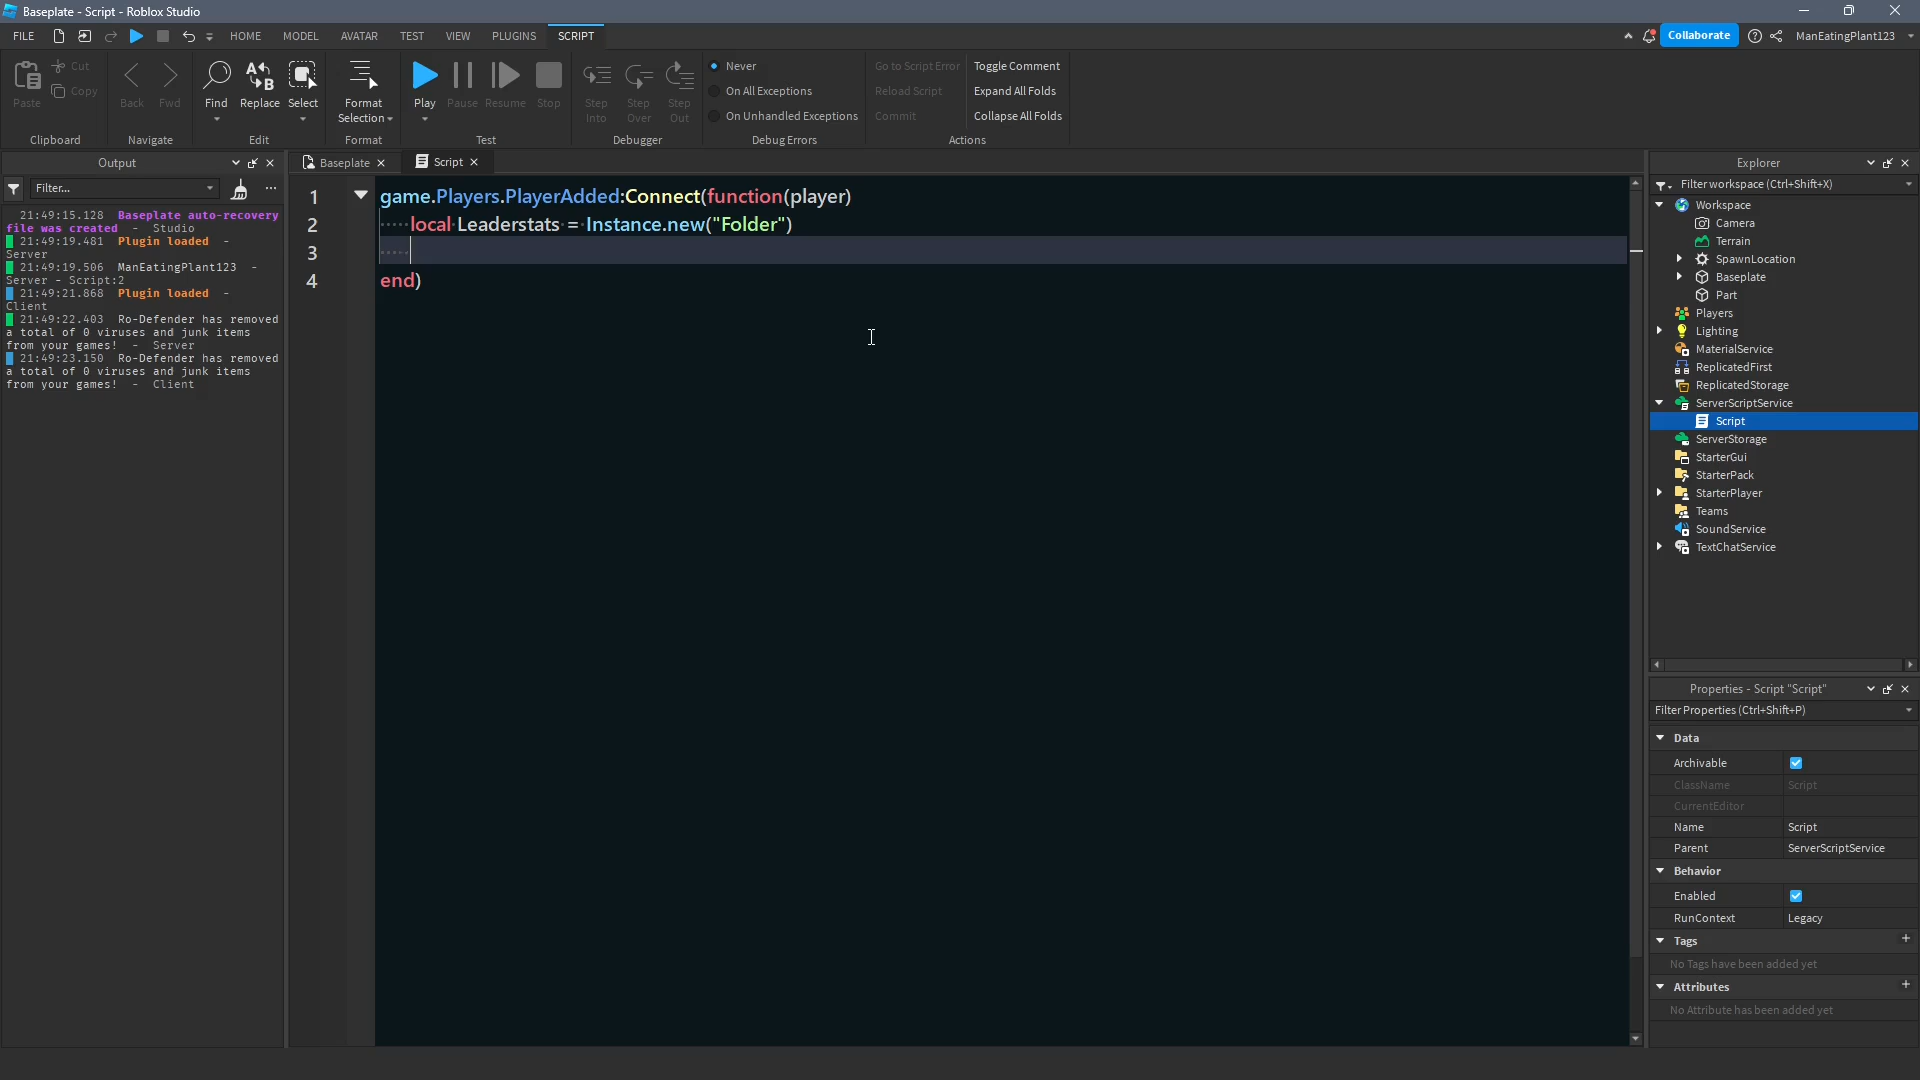 Baseplate - Script - Roblox Studio
FILE
HOME
MODEL
AVATAR
TEST
VIEW
PLUGINS
SCRIPT
Collaborate
ManEatingPlant123
Paste
Cut
Copy
Clipboard
Back
Fwd
Navigate
Find
Replace
Select
Edit
Format
Selection
Format
Play
Pause
Resume
Stop
Test
Step
Into
Step
Over
Step
Out
Debugger
Never
On All Exceptions
On Unhandled Exceptions
Debug Errors
Go to Script Error
Reload Script
Commit
Toggle Comment
Expand All Folds
Collapse All Folds
Actions
Output
Filter...
21:49:15.128 Baseplate auto-recovery
file was created - Studio
21:49:19.481 Plugin loaded -
Server
21:49:19.506 ManEatingPlant123 -
Server - Script:2
21:49:21.868 Plugin loaded -
Client
21:49:22.403 Ro-Defender has removed
a total of 0 viruses and junk items
from your games! - Server
21:49:23.150 Ro-Defender has removed
a total of 0 viruses and junk items
from your games! - Client
Baseplate
Script
1 game.Players.PlayerAdded:Connect(function(player)
2 local Leaderstats = Instance.new("Folder")
3
4 end)
Explorer
Filter workspace (Ctrl+Shift+X)
Workspace
Camera
Terrain
SpawnLocation
Baseplate
Part
Players
Lighting
MaterialService
ReplicatedFirst
ReplicatedStorage
ServerScriptService
Script
ServerStorage
StarterGui
StarterPack
StarterPlayer
Teams
SoundService
TextChatService
Properties - Script "Script"
Filter Properties (Ctrl+Shift+P)
Data
Archivable
ClassName Script
CurrentEditor
Name Script
Parent ServerScriptService
Behavior
Enabled
RunContext Legacy
Tags
No Tags have been added yet
Attributes
No Attribute has been added yet